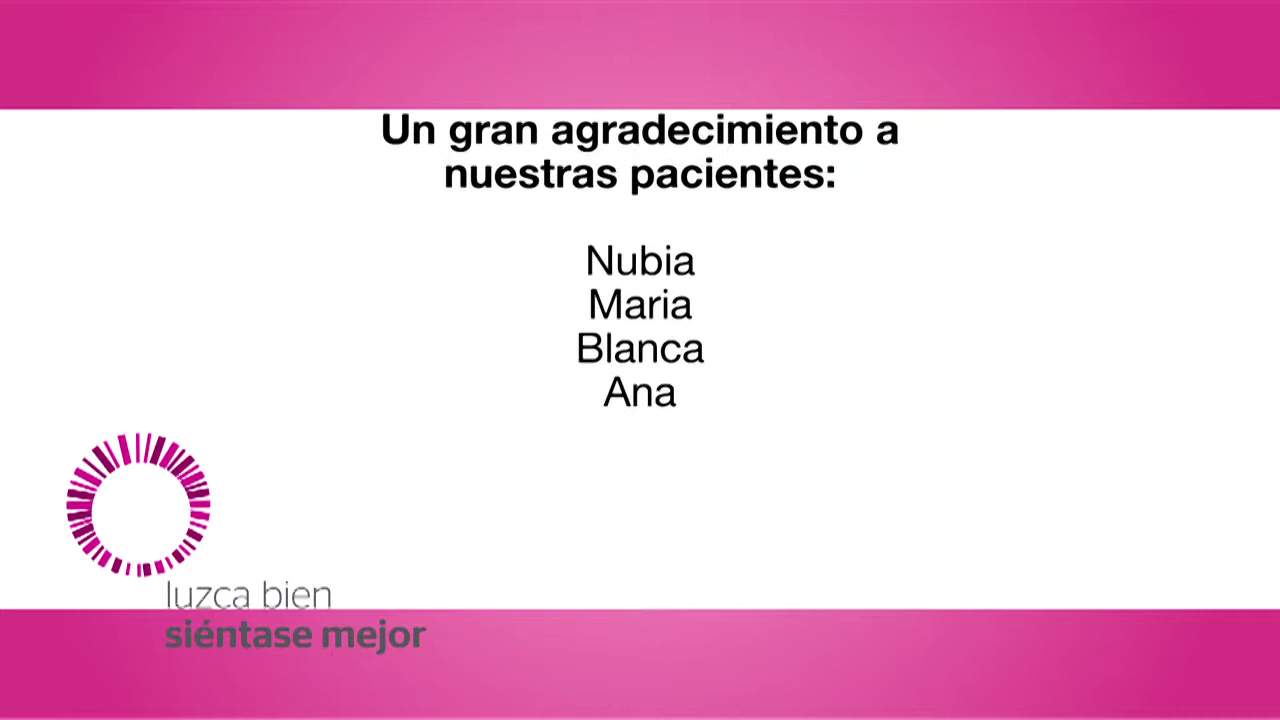 Un gran agradecimiento a
nuestras pacientes:
Nubia
Maria
Blanca
Ana
luzca bien
siéntase mejor